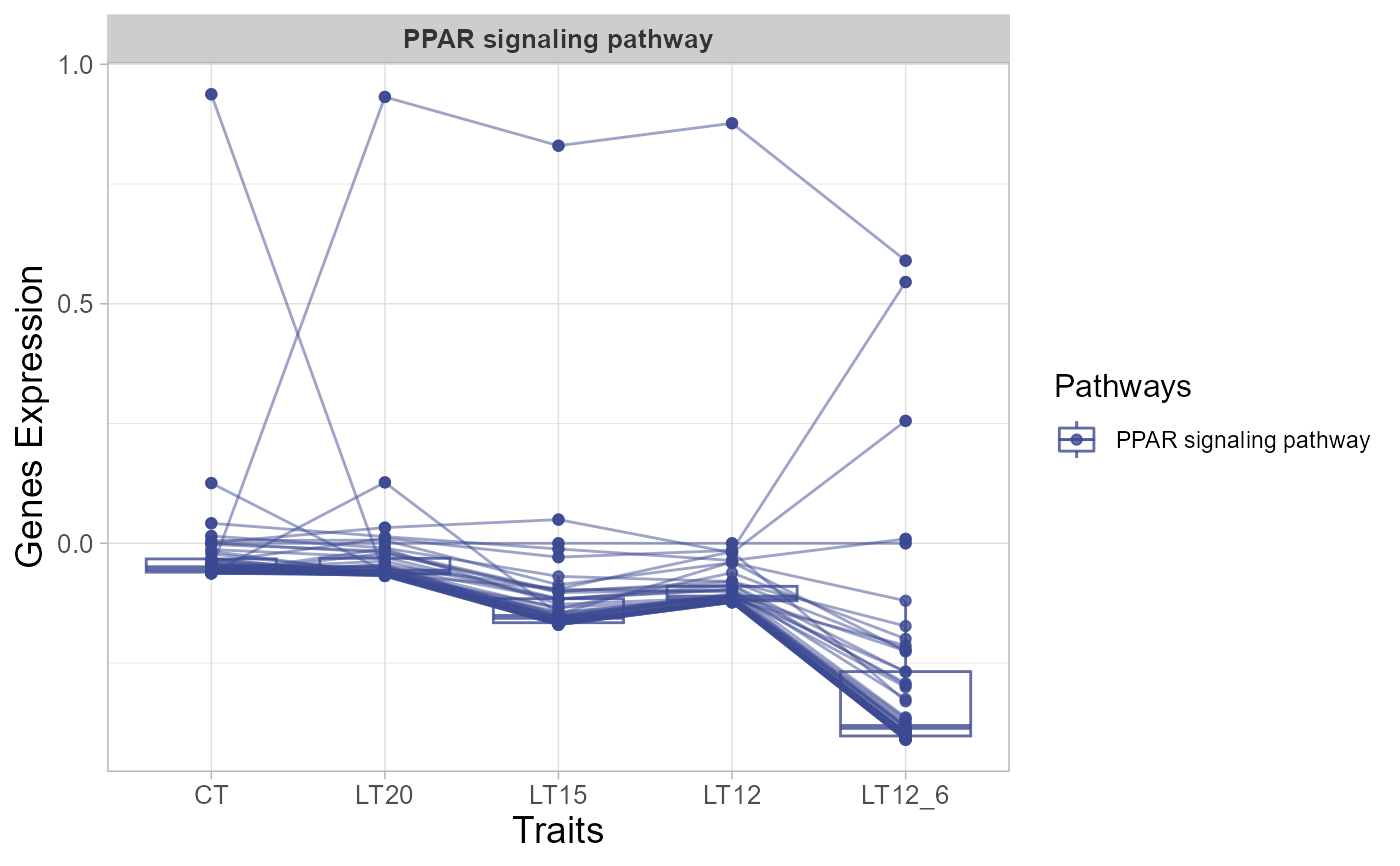 PPAR signaling pathway
1.0
0.5
0.0
Genes Expression
CT
LT20
LT15
LT12
LT12_6
Traits
Pathways
PPAR signaling pathway